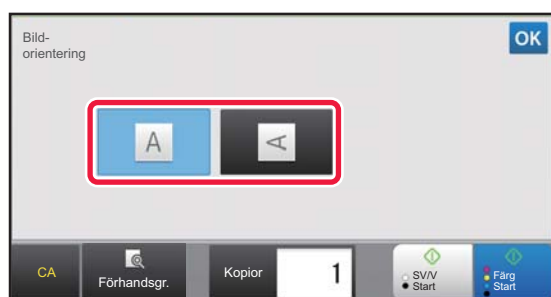 Bild-
orientering
OK
A
A
CA
Förhandsgr.
Kopior
1
SV/V
Start
Färg
Start